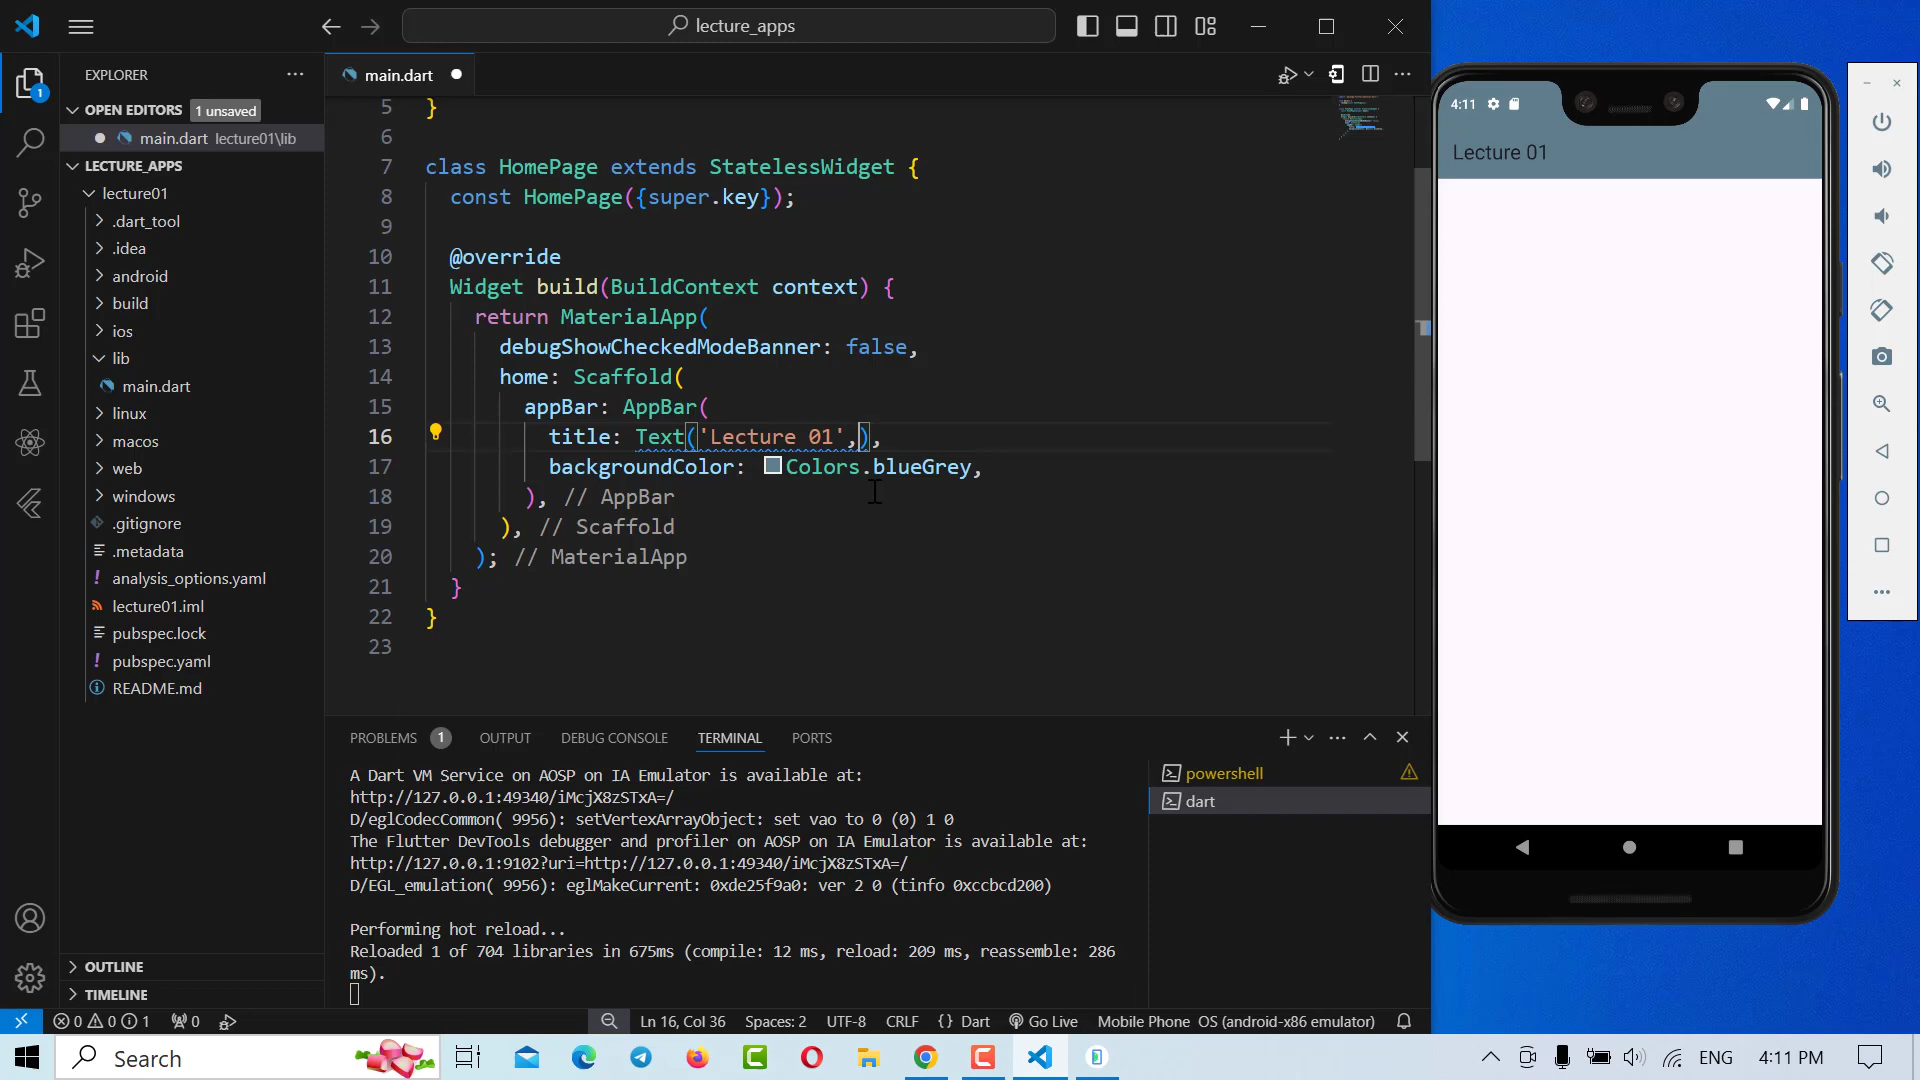 lecture_apps
EXPLORER
OPEN EDITORS 1 unsaved
main.dart lecture01\lib
LECTURE_APPS
lecture01
.dart_tool
.idea
android
build
ios
lib
main.dart
linux
macos
web
windows
.gitignore
.metadata
analysis_options.yaml
lecture01.iml
pubspec.lock
pubspec.yaml
README.md
OUTLINE
TIMELINE
1
main.dart
5 }
6
7 class HomePage extends StatelessWidget {
8 const HomePage({super.key});
9
10 @override
11 Widget build(BuildContext context) {
12 return MaterialApp(
13 debugShowCheckedModeBanner: false,
14 home: Scaffold(
15 appBar: AppBar(
16 title: Text('Lecture 01',),
17 backgroundColor: Colors.blueGrey,
18 ), // AppBar
19 ), // Scaffold
20 ); // MaterialApp
21 }
22 }
23
PROBLEMS 1 OUTPUT DEBUG CONSOLE TERMINAL PORTS
A Dart VM Service on AOSP on IA Emulator is available at:
http://127.0.0.1:49340/iMcjX8zSTxA=/
D/eglCodecCommon( 9956): setVertexArrayObject: set vao to 0 (0) 1 0
The Flutter DevTools debugger and profiler on AOSP on IA Emulator is available at:
http://127.0.0.1:9102?uri=http://127.0.0.1:49340/iMcjX8zSTxA=/
D/EGL_emulation( 9956): eglMakeCurrent: 0xde25f9a0: ver 2 0 (tinfo 0xccbcd200)
Performing hot reload...
Reloaded 1 of 704 libraries in 675ms (compile: 12 ms, reload: 209 ms, reassemble: 286
ms).
powershell
dart
0 0 1 0 Ln 16, Col 36 Spaces: 2 UTF-8 CRLF {} Dart Go Live Mobile Phone OS (android-x86 emulator)
4:11
Lecture 01
Search
ENG 4:11 PM